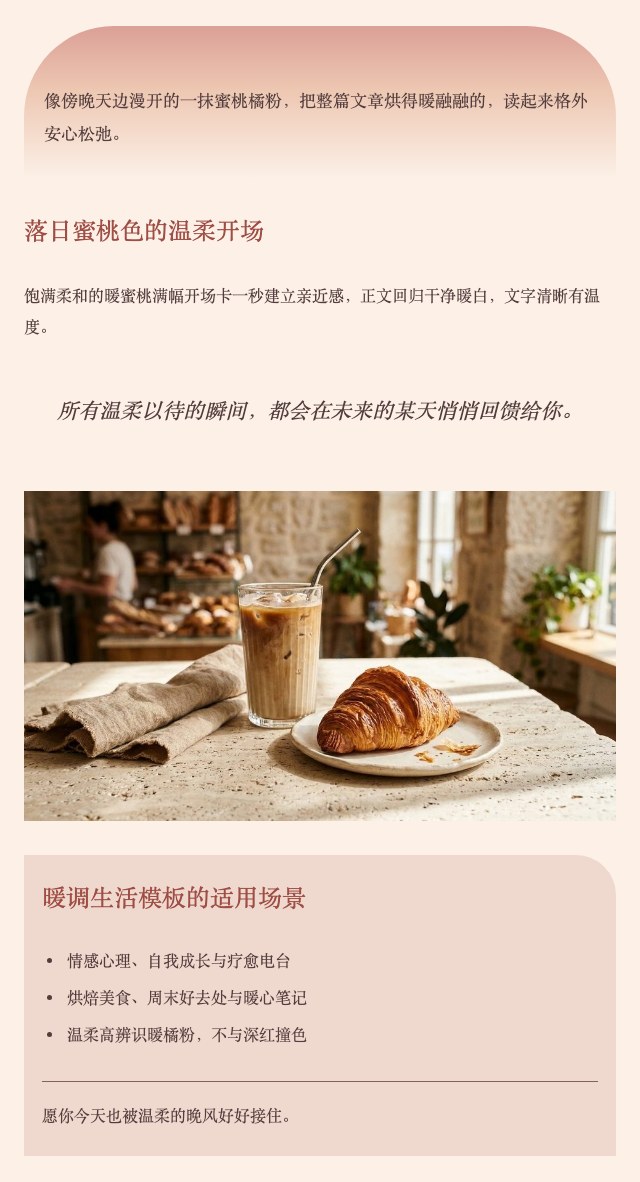 像傍晚天边漫开的一抹蜜桃橘粉，把整篇文章烘得暖融融的，读起来格外
安心松弛。
落日蜜桃色的温柔开场
饱满柔和的暖蜜桃满幅开场卡一秒建立亲近感，正文回归干净暖白，文字清晰有温
度。
所有温柔以待的瞬间，都会在未来的某天悄悄回馈给你。
暖调生活模板的适用场景
• 情感心理、自我成长与疗愈电台
• 烘焙美食、周末好去处与暖心笔记
• 温柔高辨识暖橘粉，不与深红撞色
愿你今天也被温柔的晚风好好接住。